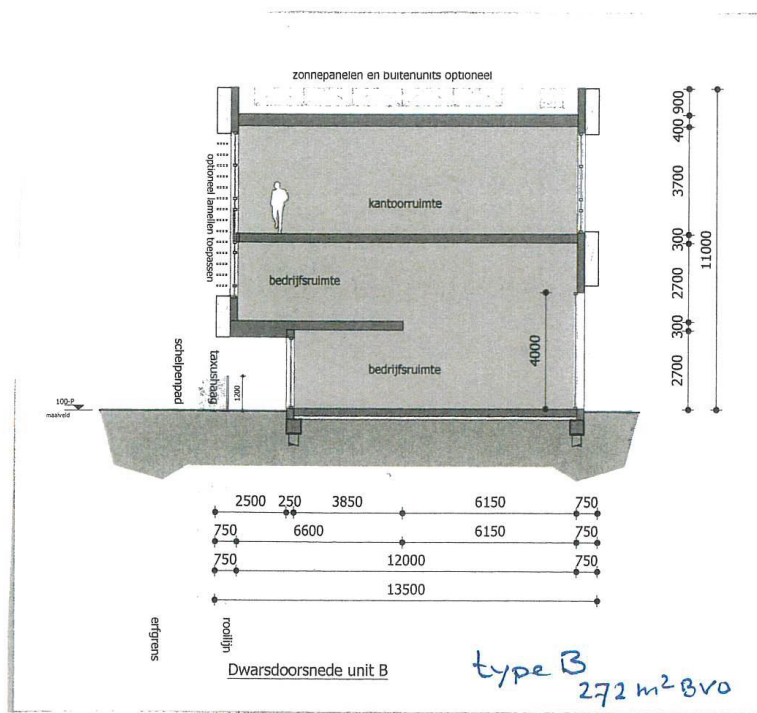 zonnepanelen en buitenunits optioneel
900
400
3700
300
2700
300
2700
11000
optioneel lamellen toepassen
kantoorruimte
bedrijfsruimte
bedrijfsruimte
4000
schelpenpad
taxushaag
1200
100-P
maaiveld
2500 250 3850 6150 750
750 6600 6150 750
750 12000 750
13500
erfgrens
rooilijn
Dwarsdoorsnede unit B
type B
272 m² BVO